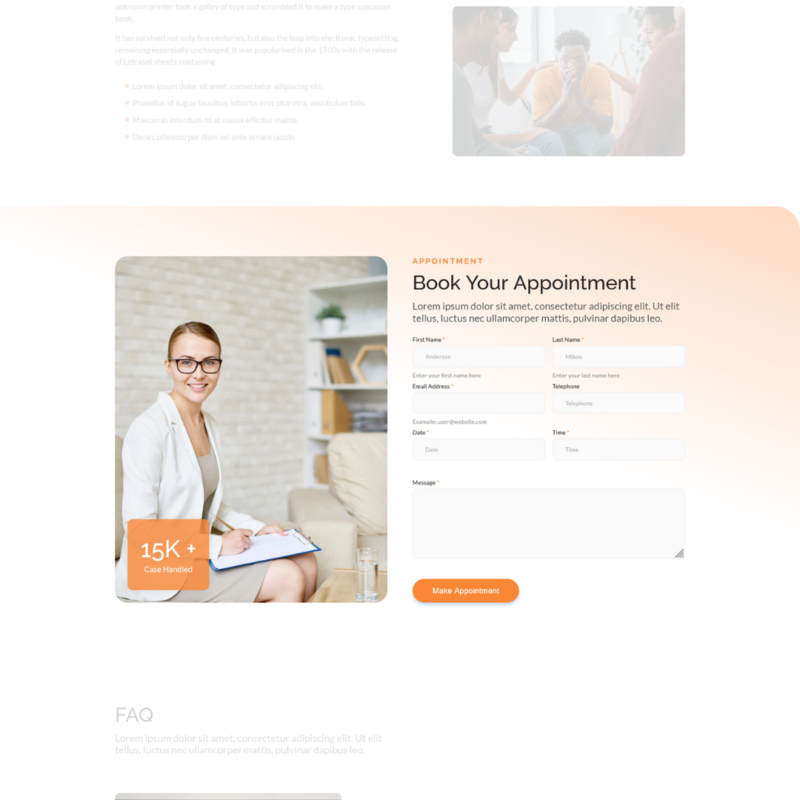 unknown printer took a galley of type and scrambled it to make a type specimen
book.
It has survived not only five centuries, but also the leap into electronic typesetting,
remaining essentially unchanged. It was popularised in the 1960s with the release
of Letraset sheets containing
Lorem ipsum dolor sit amet, consectetur adipiscing elit.
Phasellus id augue faucibus, lobortis erat pharetra, vestibulum felis.
Maecenas interdum mi at massa efficitur mattis.
Donec ullamcorper diam vel ante ornare iaculis.
APPOINTMENT
Book Your Appointment
Lorem ipsum dolor sit amet, consectetur adipiscing elit. Ut elit
tellus, luctus nec ullamcorper mattis, pulvinar dapibus leo.
First Name * Last Name *
Anderson Mikoo
Enter your first name here Enter your last name here
Email Address * Telephone
Telephone
Example: user@website.com
Date * Time *
Date Time
Message *
15K +
Case Handled
Make Appointment
FAQ
Lorem ipsum dolor sit amet, consectetur adipiscing elit. Ut elit
tellus, luctus nec ullamcorper mattis, pulvinar dapibus leo.